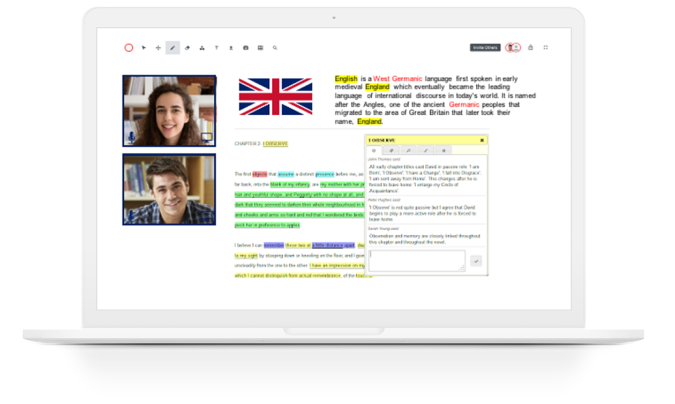 Invite Others
English is a West Germanic language first spoken in early
medieval England which eventually became the leading
language of international discourse in today's world. It is named
after the Angles, one of the ancient Germanic peoples that
migrated to the area of Great Britain that later took their
name, England.
CHAPTER 2 I OBSERVE
The first objects that assume a distinct presence before me, as
far back, into the blank of my infancy, are my mother with her
hair and youthful shape, and Peggotty with no shape at all, and
dark that they seemed to darken their whole neighbourhood in
and cheeks and arms so hard and red that I wondered the birds
peck her in preference to apples.
I believe I can remember these two at a little distance apart,
to my sight by stooping down or kneeling on the floor, and I
unsteadily from the one to the other. I have an impression on my
which I cannot distinguish from actual remembrance, of the
I OBSERVE
John Thomas said
All early chapter titles cast David in passive role: 'I am
Born', 'I Observe', 'I have a Change', 'I fall into Disgrace',
'I am sent away from Home'. This changes after he is
forced to leave home. 'I enlarge my Circle of
Acquaintance'.
Peter Hughes said
'I Observe' is not quite passive but I agree that David
begins to play a more active role after he is forced to
leave home.
Sarah Young said
Observation and memory are closely linked throughout
this chapter and throughout the novel.